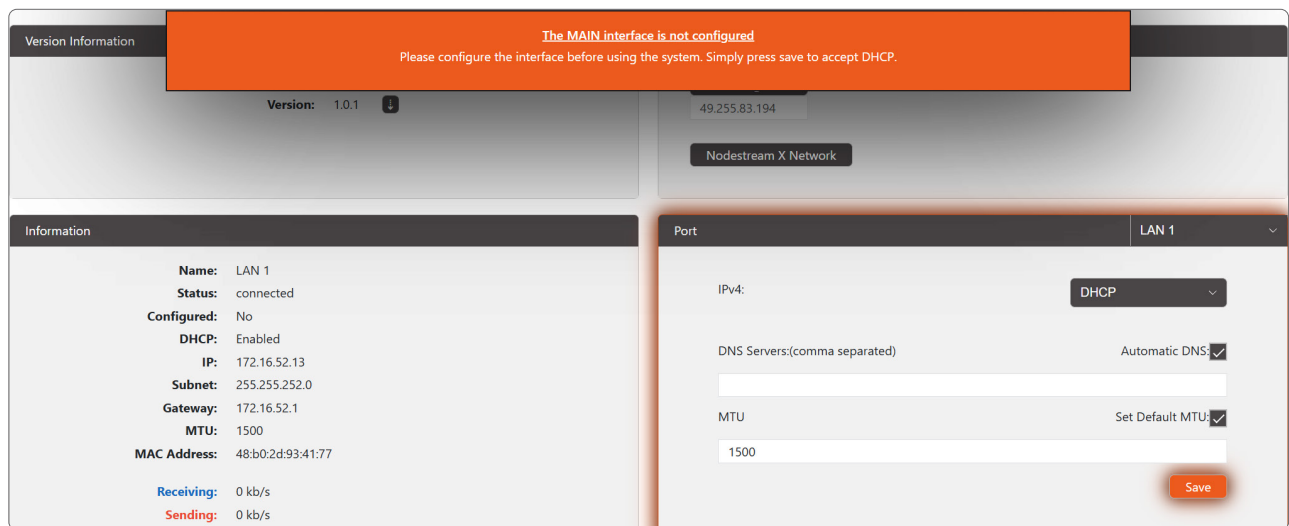 The MAIN interface is not configured
Please configure the interface before using the system. Simply press save to accept DHCP.
Version Information
Version: 1.0.1
49.255.83.194
Nodestream X Network
Information
Name: LAN 1
Status: connected
Configured: No
DHCP: Enabled
IP: 172.16.52.13
Subnet: 255.255.252.0
Gateway: 172.16.52.1
MTU: 1500
MAC Address: 48:b0:2d:93:41:77
Receiving: 0 kb/s
Sending: 0 kb/s
Port LAN 1
IPv4: DHCP
DNS Servers:(comma separated) Automatic DNS:
MTU Set Default MTU:
1500
Save